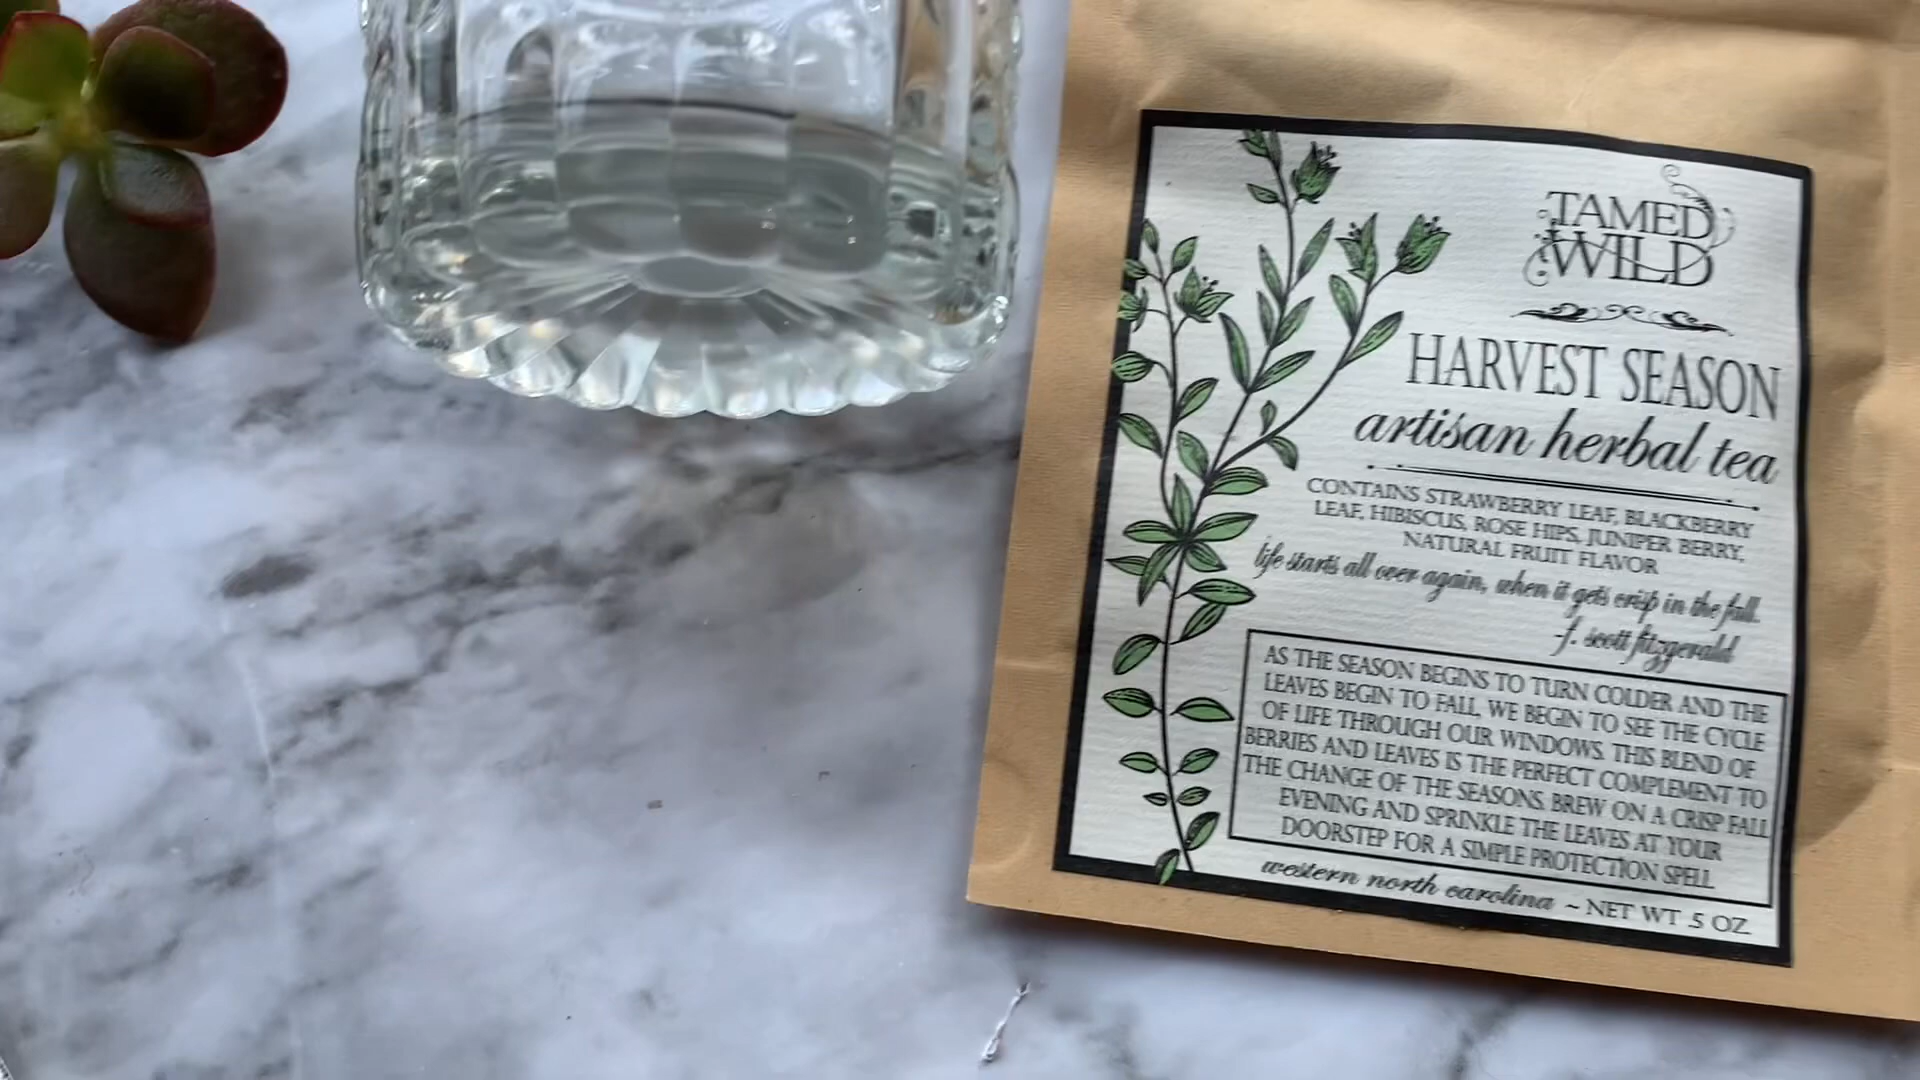 TAMED
WILD
HARVEST SEASON
artisan herbal tea
CONTAINS STRAWBERRY LEAF, BLACKBERRY
LEAF, HIBISCUS, ROSE HIPS, JUNIPER BERRY,
NATURAL FRUIT FLAVOR
life starts all over again, when it gets crisp in the fall.
-f. scott fitzgerald
AS THE SEASON BEGINS TO TURN COLDER AND THE
LEAVES BEGIN TO FALL, WE BEGIN TO SEE THE CYCLE
OF LIFE THROUGH OUR WINDOWS. THIS BLEND OF
BERRIES AND LEAVES IS THE PERFECT COMPLEMENT TO
THE CHANGE OF THE SEASONS. BREW ON A CRISP FALL
EVENING AND SPRINKLE THE LEAVES AT YOUR
DOORSTEP FOR A SIMPLE PROTECTION SPELL
western north carolina ~ NET WT .5 OZ